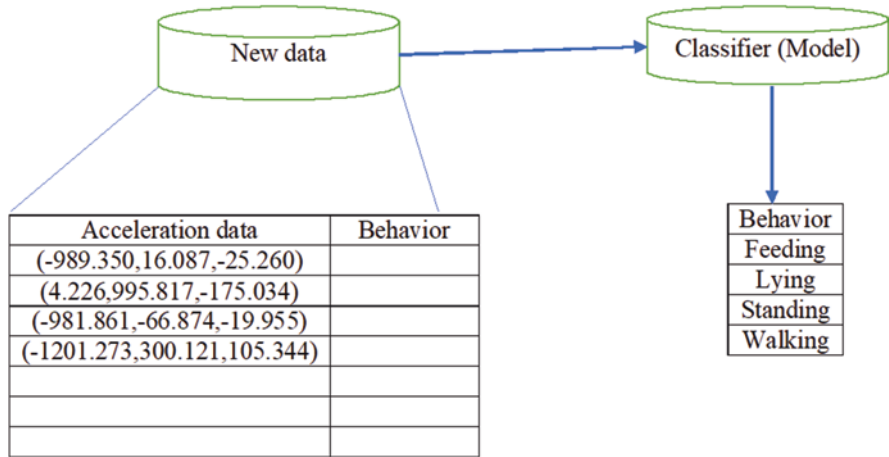 New data
Classifier (Model)
Acceleration data Behavior
(-989.350,16.087,-25.260)
(4.226,995.817,-175.034)
(-981.861,-66.874,-19.955)
(-1201.273,300.121,105.344)
Behavior
Feeding
Lying
Standing
Walking